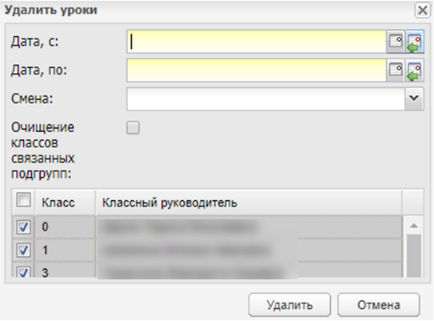 Удалить уроки
Дата, с:
Дата, по:
Смена:
Очищение
классов
связанных
подгрупп:
Класс Классный руководитель
0
1
3
Удалить Отмена